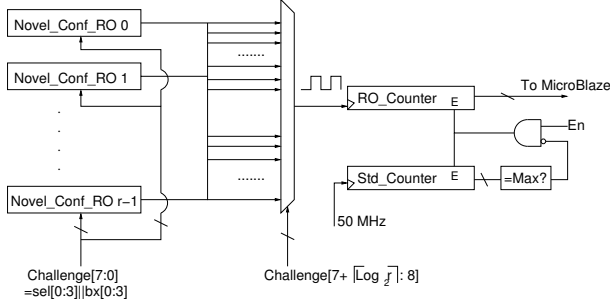 Novel_Conf_RO 0
Novel_Conf_RO 1
Novel_Conf_RO r−1
RO_Counter
E
To MicroBlaze
En
Std_Counter
E
=Max?
50 MHz
Challenge[7:0]
=sel[0:3]||bx[0:3]
Challenge[7+ ⌈Log 2 r⌉: 8]